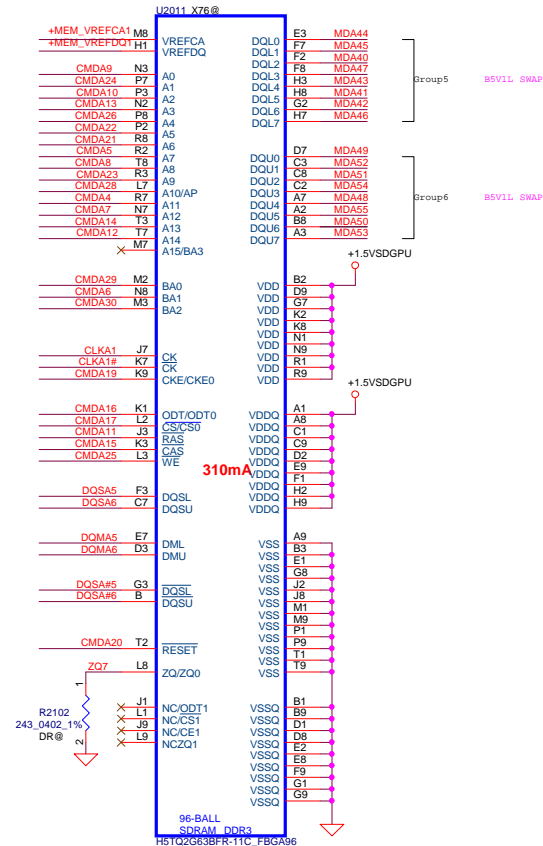 U2011 X76@
+MEM_VREFCA1 M8 VREFCA
+MEM_VREFDQ1 H1 VREFDQ
CMDA9 N3 A0
CMDA24 P7 A1
CMDA10 P3 A2
CMDA13 N2 A3
CMDA26 P8 A4
CMDA22 P2 A5
CMDA21 R8 A6
CMDA5 R2 A7
CMDA8 T8 A8
CMDA23 R3 A9
CMDA28 L7 A10/AP
CMDA4 R7 A11
CMDA7 N7 A12
CMDA14 T3 A13
CMDA12 T7 A14
M7 A15/BA3
CMDA29 M2 BA0
CMDA6 N8 BA1
CMDA30 M3 BA2
CLKA1 J7 CK
CLKA1# K7 CK
CMDA19 K9 CKE/CKE0
CMDA16 K1 ODT/ODT0
CMDA17 L2 CS/CS0
CMDA11 J3 RAS
CMDA15 K3 CAS
CMDA25 L3 WE
310mA
DQSA5 F3 DQSL
DQSA6 C7 DQSU
DQMA5 E7 DML
DQMA6 D3 DMU
DQSA#5 G3 DQSL
DQSA#6 B DQSU
CMDA20 T2 RESET
ZQ7 L8 ZQ/ZQ0
1
R2102
243_0402_1%
DR@
2
J1 NC/ODT1
L1 NC/CS1
J9 NC/CE1
L9 NCZQ1
DQL0 E3 MDA44
DQL1 F7 MDA45
DQL2 F2 MDA40
DQL3 F8 MDA47
DQL4 H3 MDA43
DQL5 H8 MDA41
DQL6 G2 MDA42
DQL7 H7 MDA46
Group5 B5V1L SWAP
DQU0 D7 MDA49
DQU1 C3 MDA52
DQU2 C8 MDA51
DQU3 C2 MDA54
DQU4 A7 MDA48
DQU5 A2 MDA55
DQU6 B8 MDA50
DQU7 A3 MDA53
Group6 B5V1L SWAP
+1.5VSDGPU
VDD B2
VDD D9
VDD G7
VDD K2
VDD K8
VDD N1
VDD N9
VDD R1
VDD R9
+1.5VSDGPU
VDDQ A1
VDDQ A8
VDDQ C1
VDDQ C9
VDDQ D2
VDDQ E9
VDDQ F1
VDDQ H2
VDDQ H9
VSS A9
VSS B3
VSS E1
VSS G8
VSS J2
VSS J8
VSS M1
VSS M9
VSS P1
VSS P9
VSS T1
VSS T9
VSSQ B1
VSSQ B9
VSSQ D1
VSSQ D8
VSSQ E2
VSSQ E8
VSSQ F9
VSSQ G1
VSSQ G9
96-BALL
SDRAM DDR3
H5TQ2G63BFR-11C_FBGA96